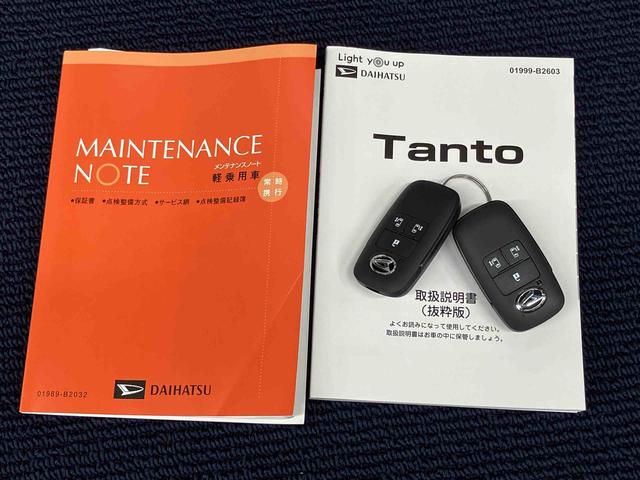 MAINTENANCE
NOTE
メンテナンスノート
軽乗用車
常時
携行
●保証書 ●点検整備方式 ●サービス網 ●点検整備記録簿
01989-B2032
DAIHATSU
Light you up
DAIHATSU
01999-B2603
Tanto
取扱説明書
（抜粋版）
よくお読みになって使用してください。
取扱説明書はお車の中に保管しましょう。